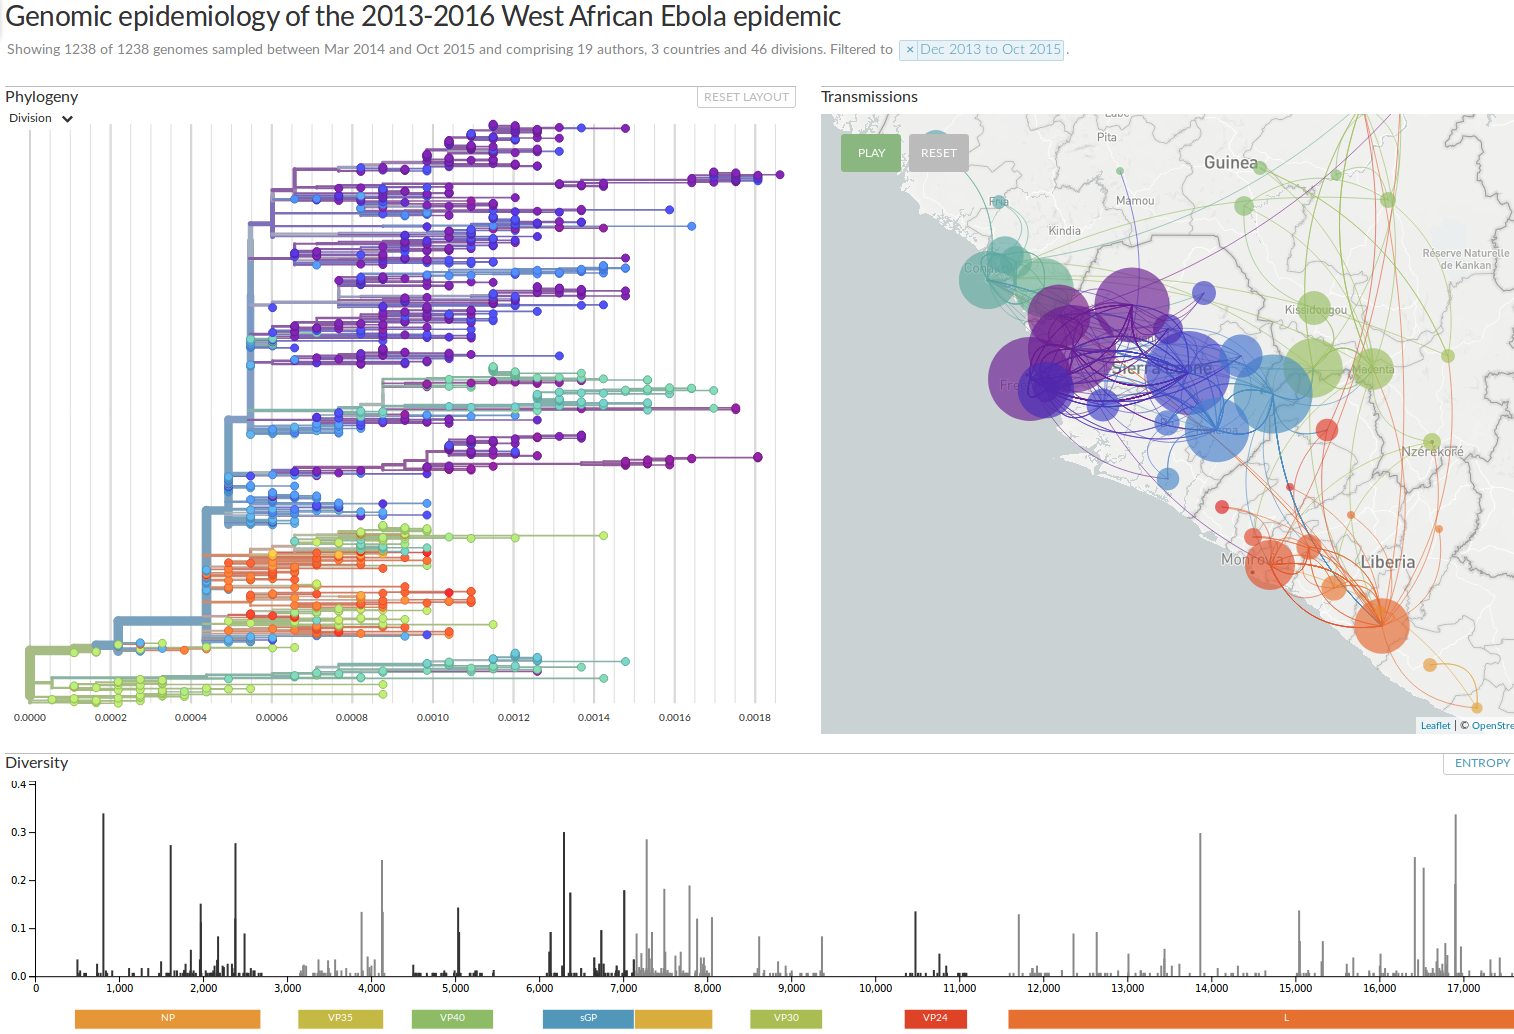 Genomic epidemiology of the 2013-2016 West African Ebola epidemic
Showing 1238 of 1238 genomes sampled between Mar 2014 and Oct 2015 and comprising 19 authors, 3 countries and 46 divisions. Filtered to × Dec 2013 to Oct 2015 .
Phylogeny
RESET LAYOUT
Division
0.0000 0.0002 0.0004 0.0006 0.0008 0.0010 0.0012 0.0014 0.0016 0.0018
Transmissions
PLAY RESET
Pita
Guinea
Fria
Mamou
Kindia
Réserve Naturelle
de Kankan
Kissidougou
Sierra Leone
Macenta
Nzérékoré
Monrovia
Liberia
Leaflet | © OpenStre
Diversity
ENTROPY
0.4
0.3
0.2
0.1
0.0
0 1,000 2,000 3,000 4,000 5,000 6,000 7,000 8,000 9,000 10,000 11,000 12,000 13,000 14,000 15,000 16,000 17,000
NP VP35 VP40 sGP VP30 VP24 L